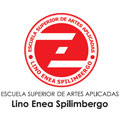 ESCUELA SUPERIOR DE ARTES APLICADAS
LINO ENEA SPILIMBERGO
ESCUELA SUPERIOR DE ARTES APLICADAS
Lino Enea Spilimbergo